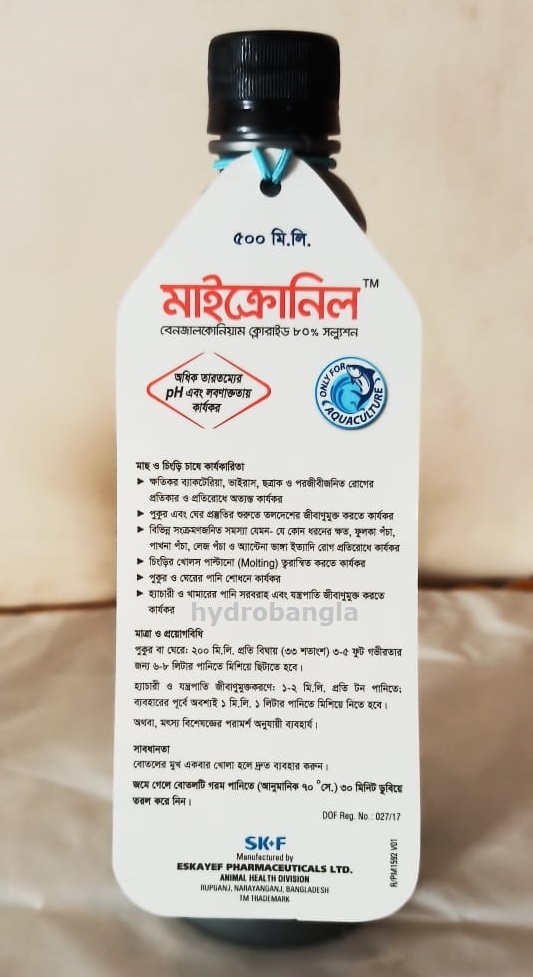 ৫০০ মি.লি.
মাইক্রোনিল™
বেনজালকোনিয়াম ক্লোরাইড ৮০% সল্যুশন
অধিক তারতম্যের
pH এবং লবণাক্ততায়
কার্যকর
ONLY FOR
AQUACULTURE
মাছ ও চিংড়ি চাষে কার্যকারিতা
► ক্ষতিকর ব্যাকটেরিয়া, ভাইরাস, ছত্রাক ও পরজীবীজনিত রোগের
প্রতিকার ও প্রতিরোধে অত্যন্ত কার্যকর
► পুকুর এবং ঘের প্রস্তুতির শুরুতে তলদেশের জীবাণুমুক্ত করতে কার্যকর
► বিভিন্ন সংক্রমণজনিত সমস্যা যেমন- যে কোন ধরনের ক্ষত, ফুলকা পঁচা,
পাখনা পঁচা, লেজ পঁচা ও অ্যান্টেনা ভাঙ্গা ইত্যাদি রোগ প্রতিরোধে কার্যকর
► চিংড়ির খোলস পাল্টানো (Molting) ত্বরান্বিত করতে কার্যকর
► পুকুর ও ঘেরের পানি শোধনে কার্যকর
► হ্যাচারী ও খামারের পানি সরবরাহ এবং যন্ত্রপাতি জীবাণুমুক্ত করতে
কার্যকর
hydrobangla
মাত্রা ও প্রয়োগবিধি
পুকুর বা ঘেরে: ২০০ মি.লি. প্রতি বিঘায় (৩৩ শতাংশ) ৩-৫ ফুট গভীরতার
জন্য ৬-৮ লিটার পানিতে মিশিয়ে ছিটাতে হবে।
হ্যাচারী ও যন্ত্রপাতি জীবাণুমুক্তকরণে: ১-২ মি.লি. প্রতি টন পানিতে;
ব্যবহারের পূর্বে অবশ্যই ১ মি.লি. ১ লিটার পানিতে মিশিয়ে নিতে হবে।
অথবা, মৎস্য বিশেষজ্ঞের পরামর্শ অনুযায়ী ব্যবহার্য।
সাবধানতা
বোতলের মুখ একবার খোলা হলে দ্রুত ব্যবহার করুন।
জমে গেলে বোতলটি গরম পানিতে (আনুমানিক ৭০ °সে.) ৩০ মিনিট ডুবিয়ে
তরল করে নিন।
DOF Reg. No.: 027/17
SK+F
Manufactured by
ESKAYEF PHARMACEUTICALS LTD.
ANIMAL HEALTH DIVISION
RUPGANJ, NARAYANGANJ, BANGLADESH
TM TRADEMARK
R/PM1592 V01